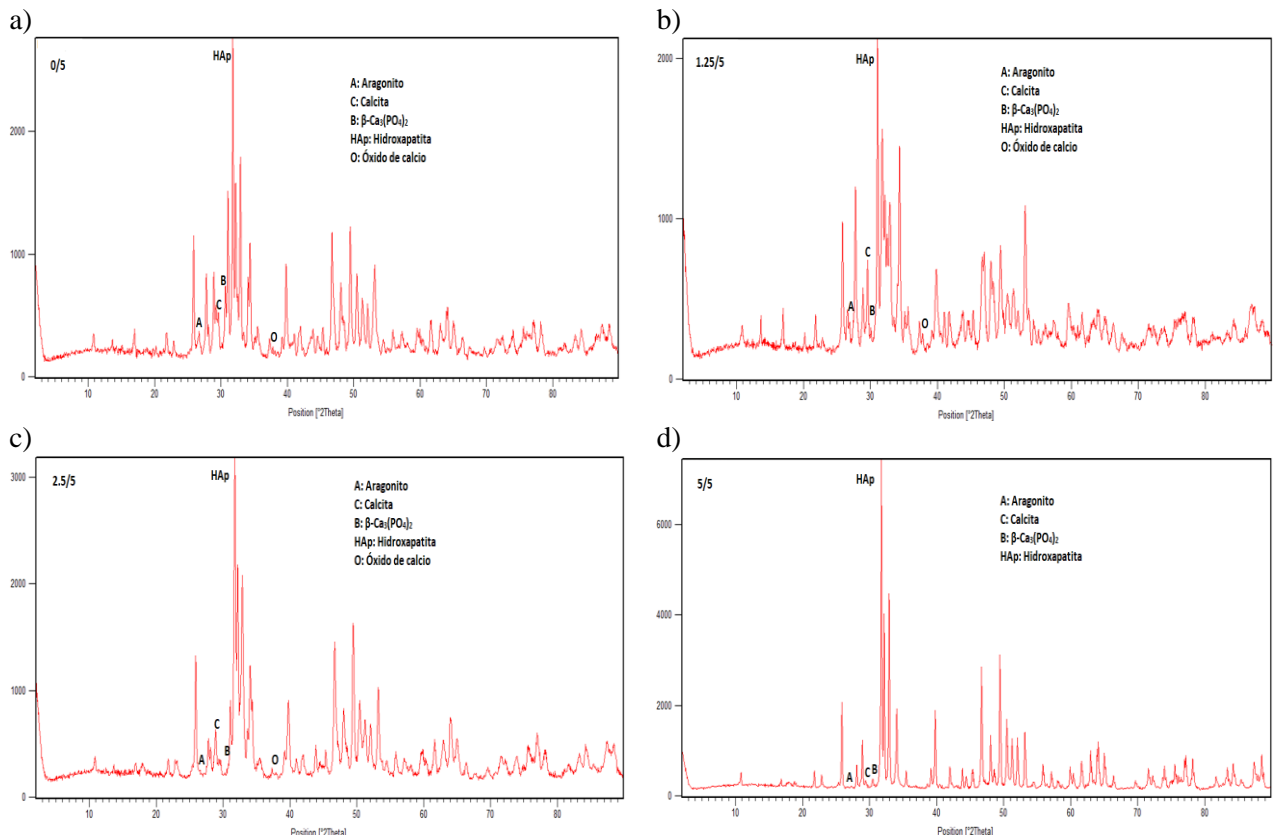 a)
0/5
HAp
A: Aragonito
C: Calcita
B: β-Ca₃(PO₄)₂
HAp: Hidroxapatita
O: Óxido de calcio
2000
1000
0
A
C
B
O
10 20 30 40 50 60 70 80
Position [°2Theta]
b)
1.25/5
HAp
A: Aragonito
C: Calcita
B: β-Ca₃(PO₄)₂
HAp: Hidroxapatita
O: Óxido de calcio
2000
1000
0
A
C
B
O
10 20 30 40 50 60 70 80
Position [°2Theta]
c)
2.5/5
HAp
A: Aragonito
C: Calcita
B: β-Ca₃(PO₄)₂
HAp: Hidroxapatita
O: Óxido de calcio
3000
2000
1000
0
A
C
B
O
10 20 30 40 50 60 70 80
Position [°2Theta]
d)
5/5
HAp
A: Aragonito
C: Calcita
B: β-Ca₃(PO₄)₂
HAp: Hidroxapatita
6000
4000
2000
0
A
C
B
10 20 30 40 50 60 70 80
Position [°2Theta]